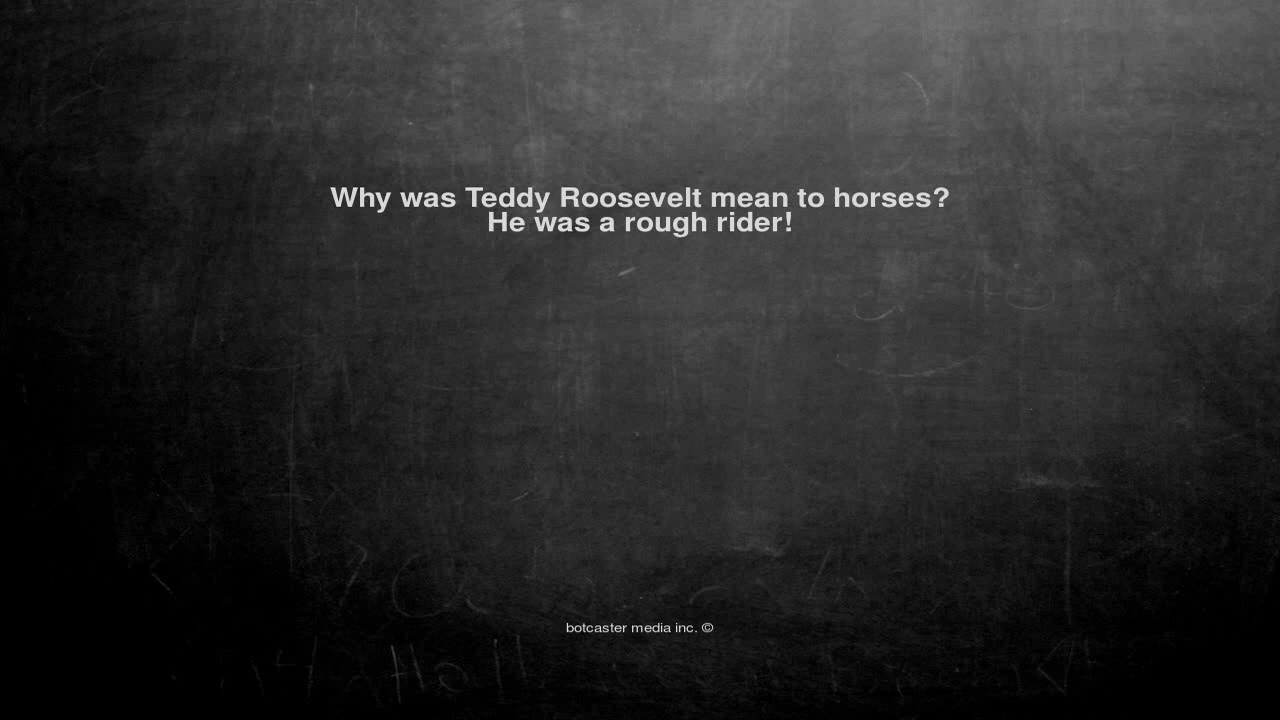 Why was Teddy Roosevelt mean to horses?
He was a rough rider!
botcaster media inc. ©